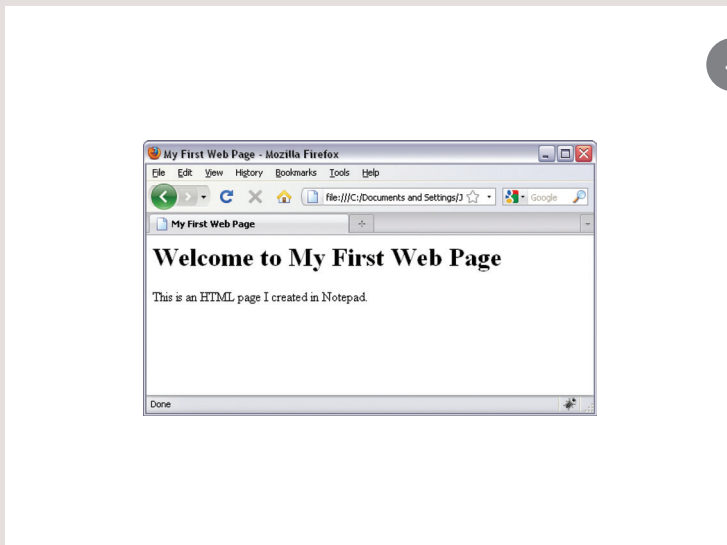 My First Web Page - Mozilla Firefox
File Edit View History Bookmarks Tools Help
file:///C:/Documents and Settings/J Google
My First Web Page
Welcome to My First Web Page
This is an HTML page I created in Notepad.
Done